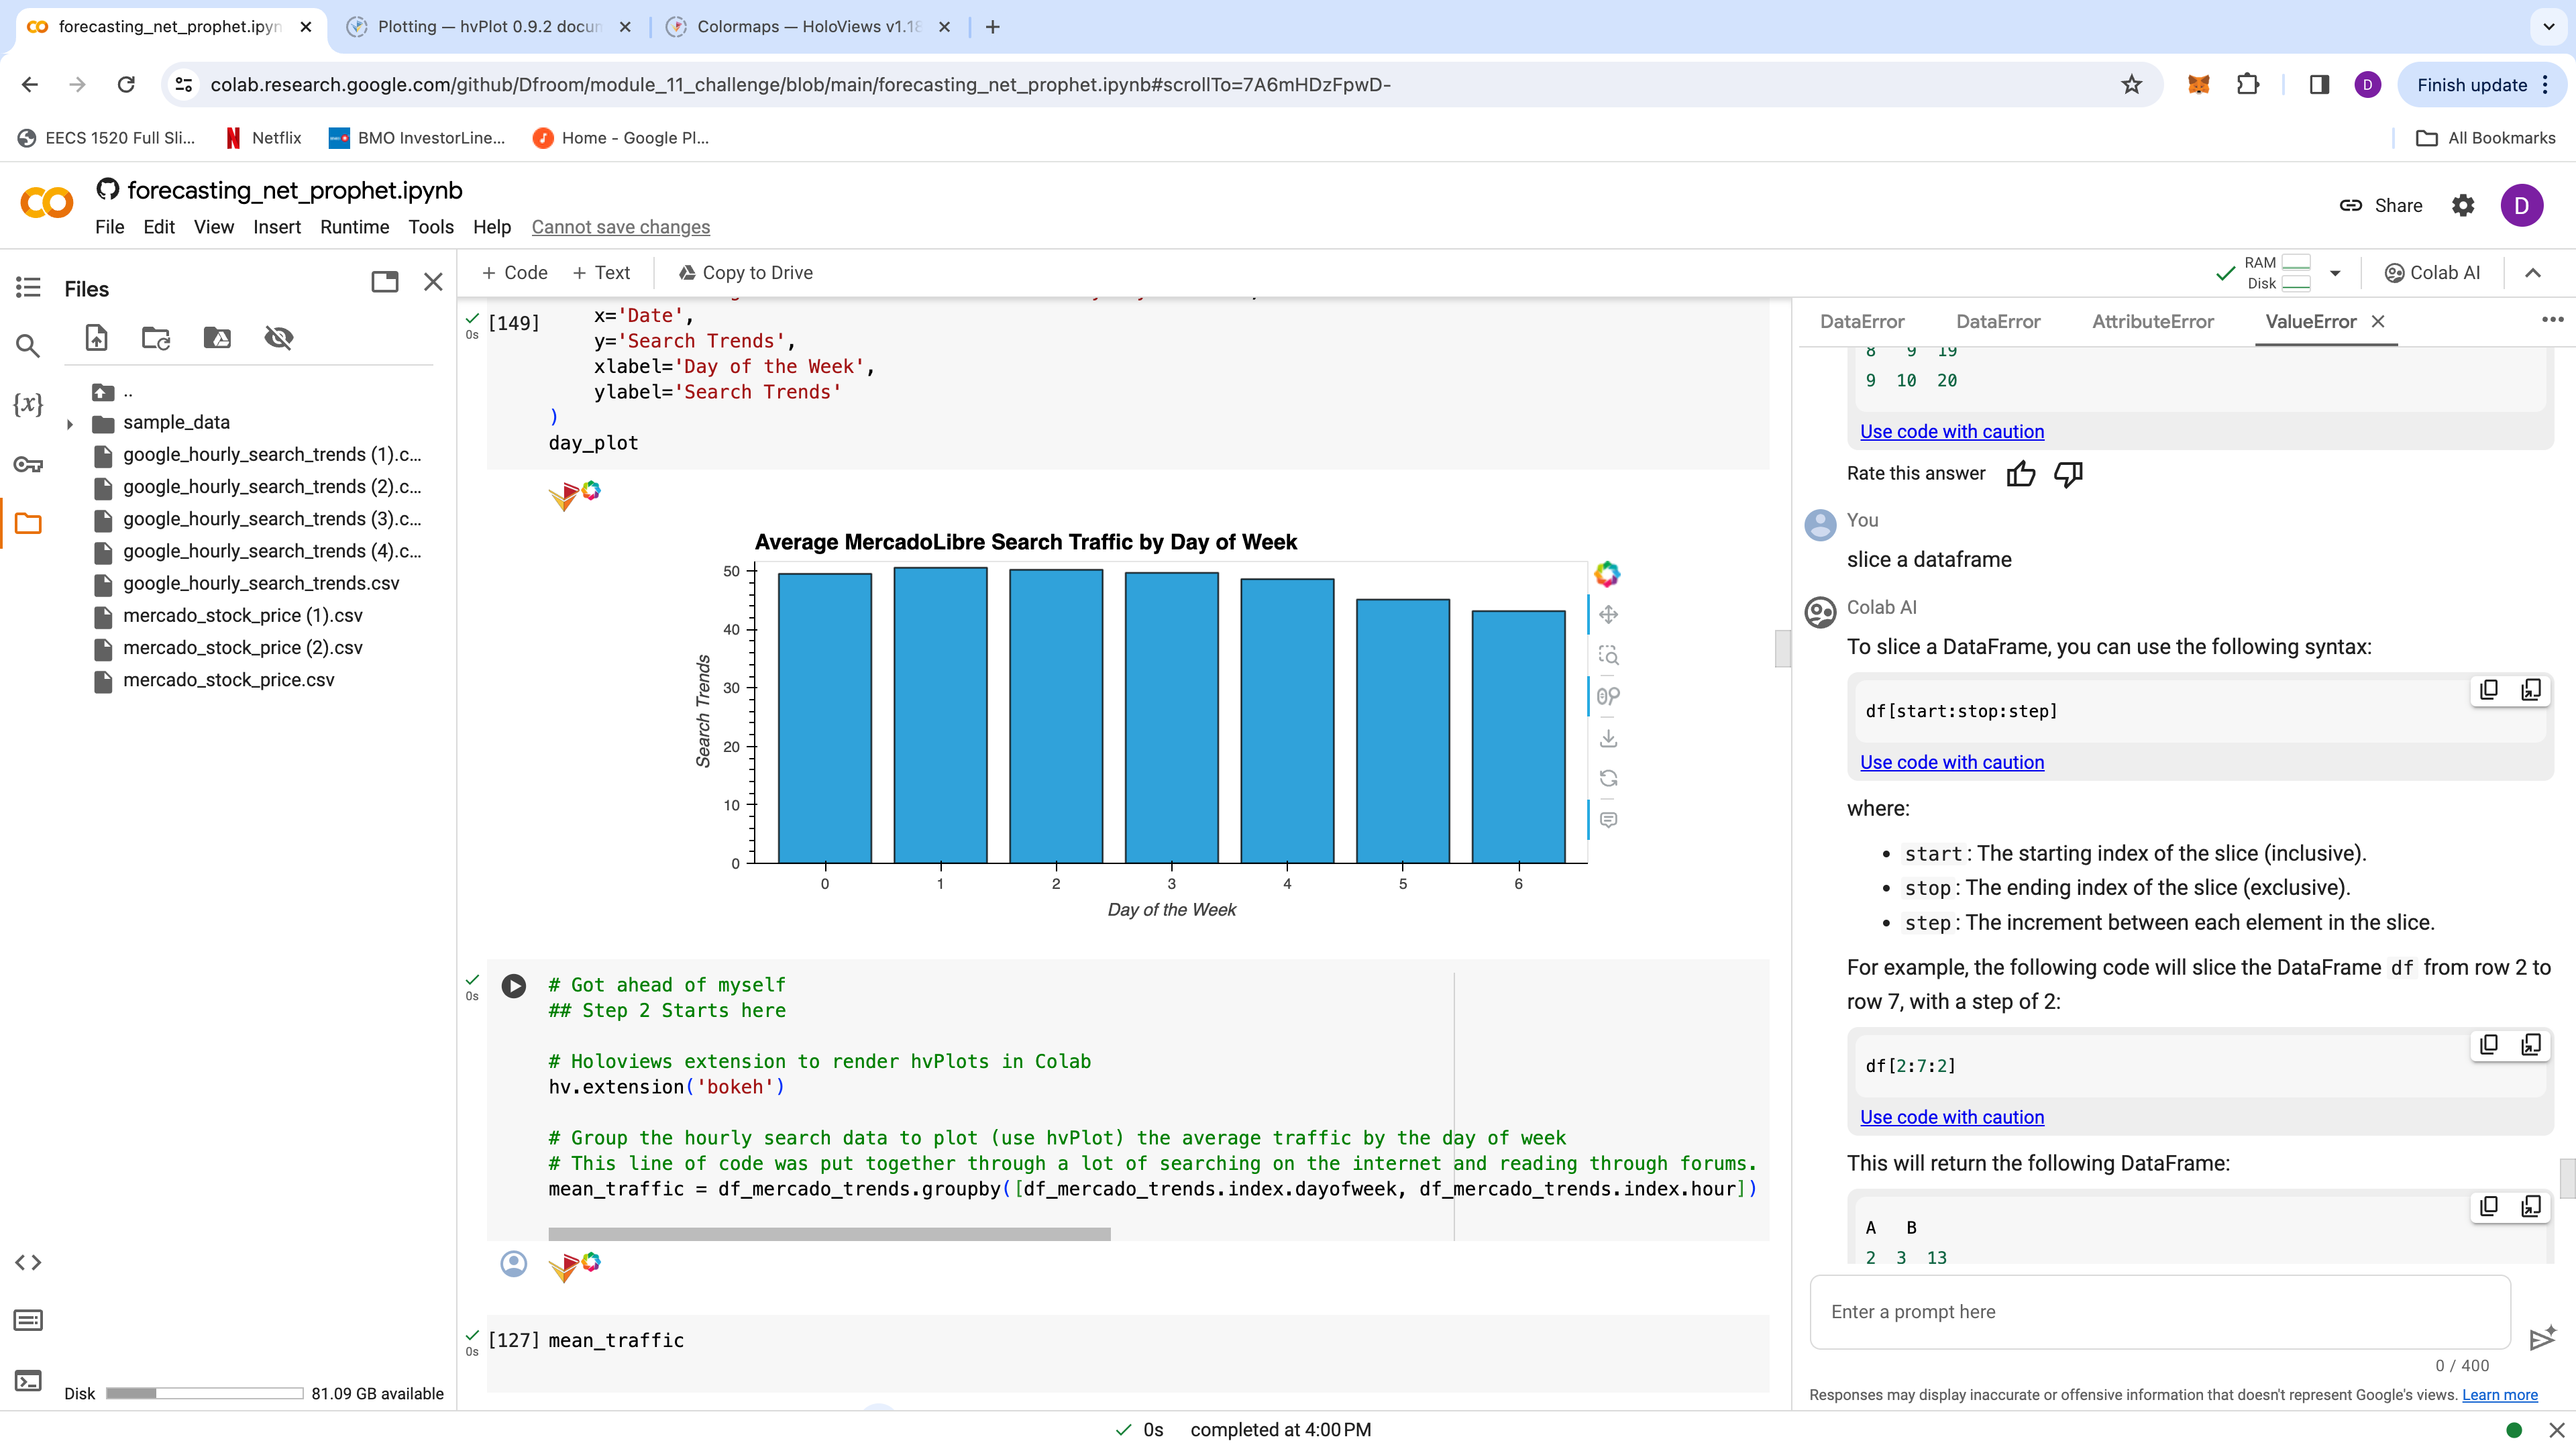 forecasting_net_prophet.ipyn
Plotting — hvPlot 0.9.2 docun
Colormaps — HoloViews v1.18
colab.research.google.com/github/Dfroom/module_11_challenge/blob/main/forecasting_net_prophet.ipynb#scrollTo=7A6mHDzFpwD-
D
Finish update
EECS 1520 Full Sli...
Netflix
BMO InvestorLine...
Home - Google Pl...
All Bookmarks
forecasting_net_prophet.ipynb
File Edit View Insert Runtime Tools Help Cannot save changes
Share
D
Files
..
sample_data
google_hourly_search_trends (1).c...
google_hourly_search_trends (2).c...
google_hourly_search_trends (3).c...
google_hourly_search_trends (4).c...
google_hourly_search_trends.csv
mercado_stock_price (1).csv
mercado_stock_price (2).csv
mercado_stock_price.csv
Disk 81.09 GB available
+ Code + Text Copy to Drive
RAM
Disk
Colab AI
0s
[149]
x='Date',
y='Search Trends',
xlabel='Day of the Week',
ylabel='Search Trends'
)
day_plot
Average MercadoLibre Search Traffic by Day of Week
50
40
30
20
10
0
Search Trends
0 1 2 3 4 5 6
Day of the Week
0s
# Got ahead of myself
## Step 2 Starts here
# Holoviews extension to render hvPlots in Colab
hv.extension('bokeh')
# Group the hourly search data to plot (use hvPlot) the average traffic by the day of week
# This line of code was put together through a lot of searching on the internet and reading through forums.
mean_traffic = df_mercado_trends.groupby([df_mercado_trends.index.dayofweek, df_mercado_trends.index.hour])
0s
[127] mean_traffic
DataError DataError AttributeError ValueError
8 9 19
9 10 20
Use code with caution
Rate this answer
You
slice a dataframe
Colab AI
To slice a DataFrame, you can use the following syntax:
df[start:stop:step]
Use code with caution
where:
• start: The starting index of the slice (inclusive).
• stop: The ending index of the slice (exclusive).
• step: The increment between each element in the slice.
For example, the following code will slice the DataFrame df from row 2 to
row 7, with a step of 2:
df[2:7:2]
Use code with caution
This will return the following DataFrame:
A B
2 3 13
Enter a prompt here
0 / 400
Responses may display inaccurate or offensive information that doesn't represent Google's views. Learn more
0s completed at 4:00 PM